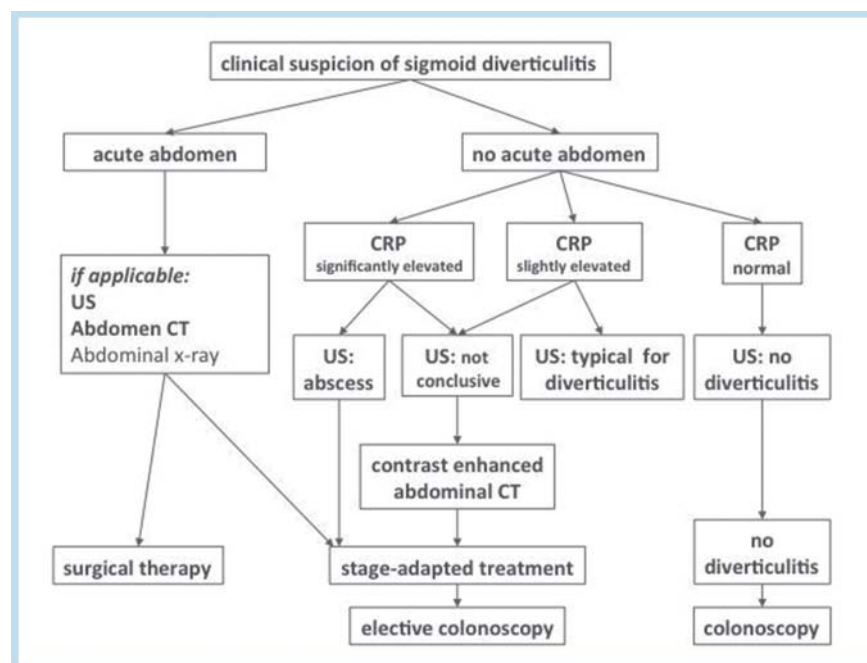 clinical suspicion of sigmoid diverticulitis
acute abdomen
no acute abdomen
CRP
significantly elevated
CRP
slightly elevated
CRP
normal
if applicable:
US
Abdomen CT
Abdominal x-ray
US:
abscess
US: not
conclusive
US: typical for
diverticulitis
US: no
diverticulitis
contrast enhanced
abdominal CT
no
diverticulitis
surgical therapy
stage-adapted treatment
elective colonoscopy
colonoscopy